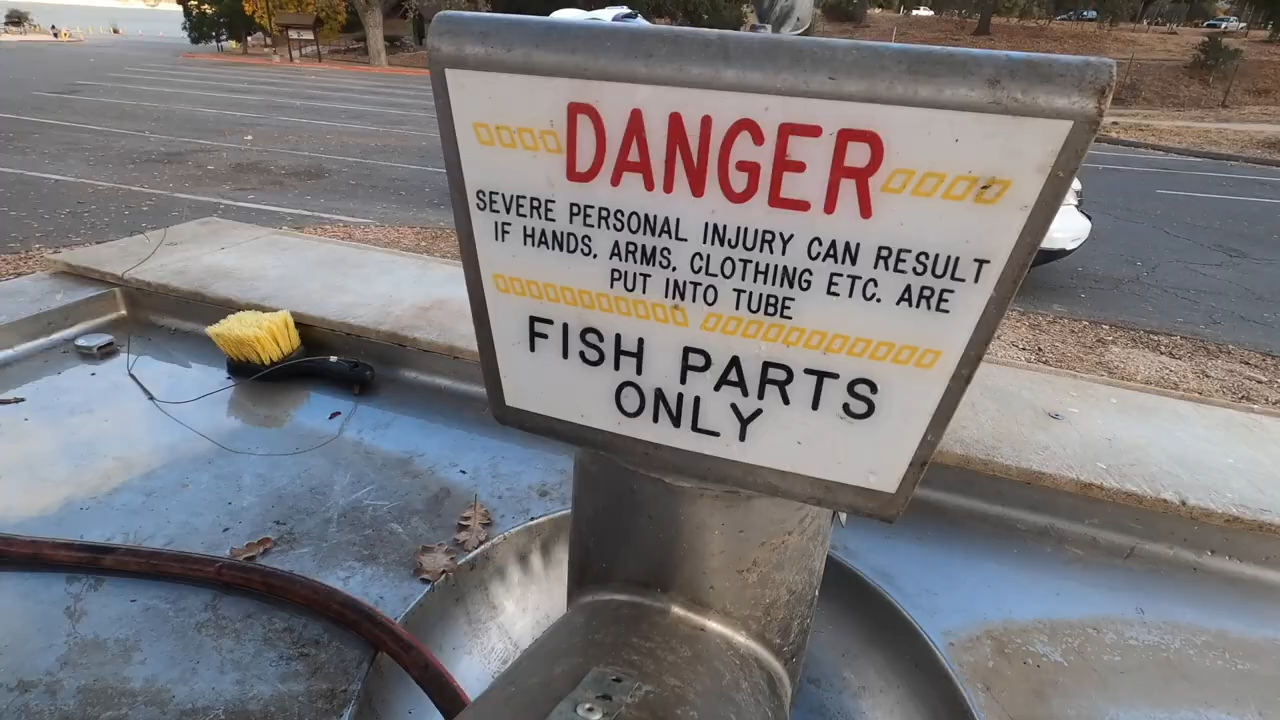 DANGER
SEVERE PERSONAL INJURY CAN RESULT
IF HANDS, ARMS, CLOTHING ETC. ARE
PUT INTO TUBE
FISH PARTS
ONLY